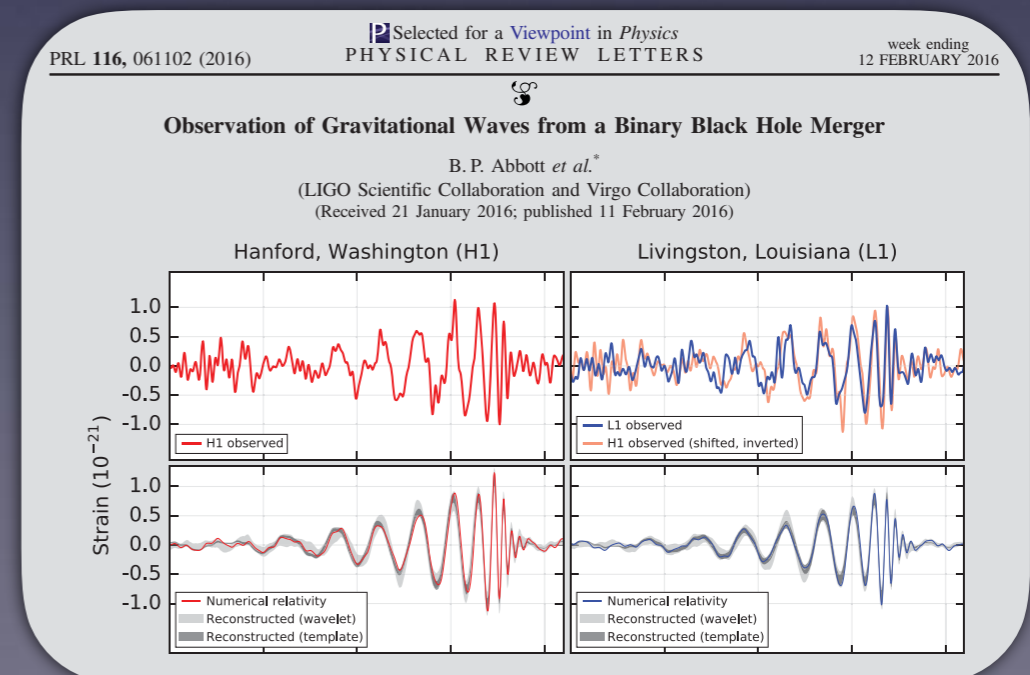 Selected for a Viewpoint in Physics
PRL 116, 061102 (2016)
PHYSICAL REVIEW LETTERS
week ending
12 FEBRUARY 2016
Observation of Gravitational Waves from a Binary Black Hole Merger
B. P. Abbott et al.*
(LIGO Scientific Collaboration and Virgo Collaboration)
(Received 21 January 2016; published 11 February 2016)
Hanford, Washington (H1)
Livingston, Louisiana (L1)
Strain (10⁻²¹)
1.0
0.5
0.0
-0.5
-1.0
H1 observed
L1 observed
H1 observed (shifted, inverted)
1.0
0.5
0.0
-0.5
-1.0
Numerical relativity
Reconstructed (wavelet)
Reconstructed (template)
Numerical relativity
Reconstructed (wavelet)
Reconstructed (template)